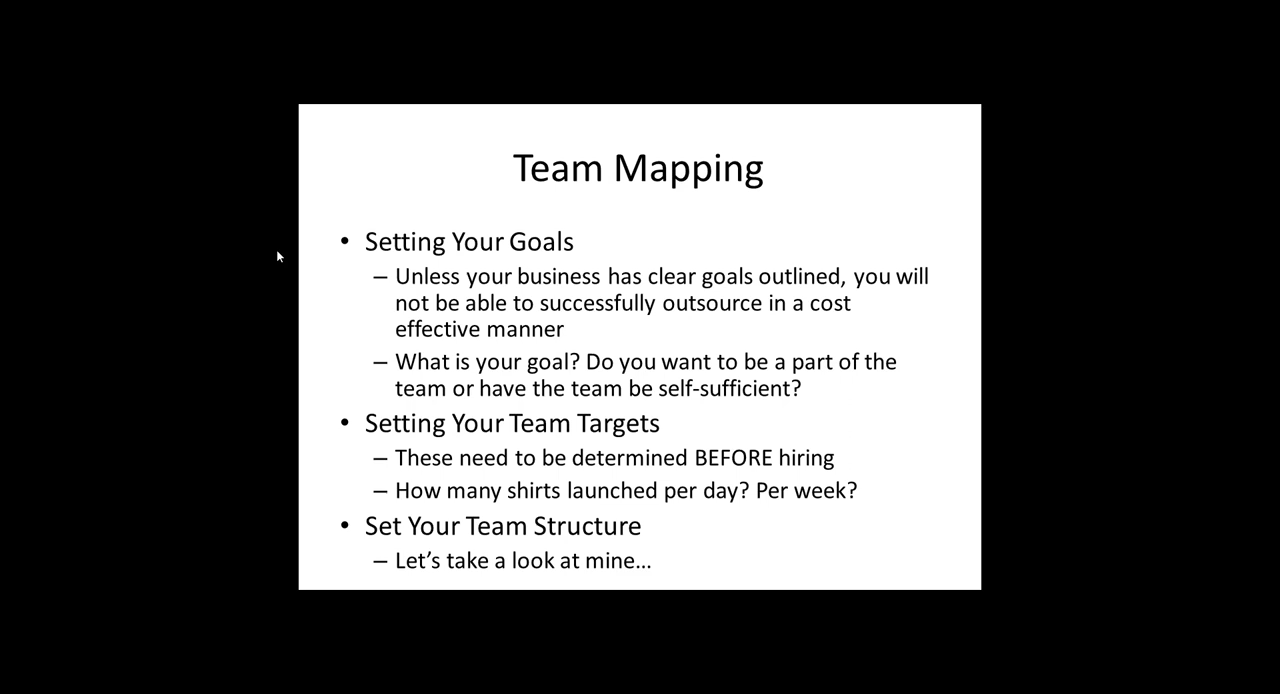 Team Mapping
• Setting Your Goals
– Unless your business has clear goals outlined, you will
not be able to successfully outsource in a cost
effective manner
– What is your goal? Do you want to be a part of the
team or have the team be self-sufficient?
• Setting Your Team Targets
– These need to be determined BEFORE hiring
– How many shirts launched per day? Per week?
• Set Your Team Structure
– Let’s take a look at mine…